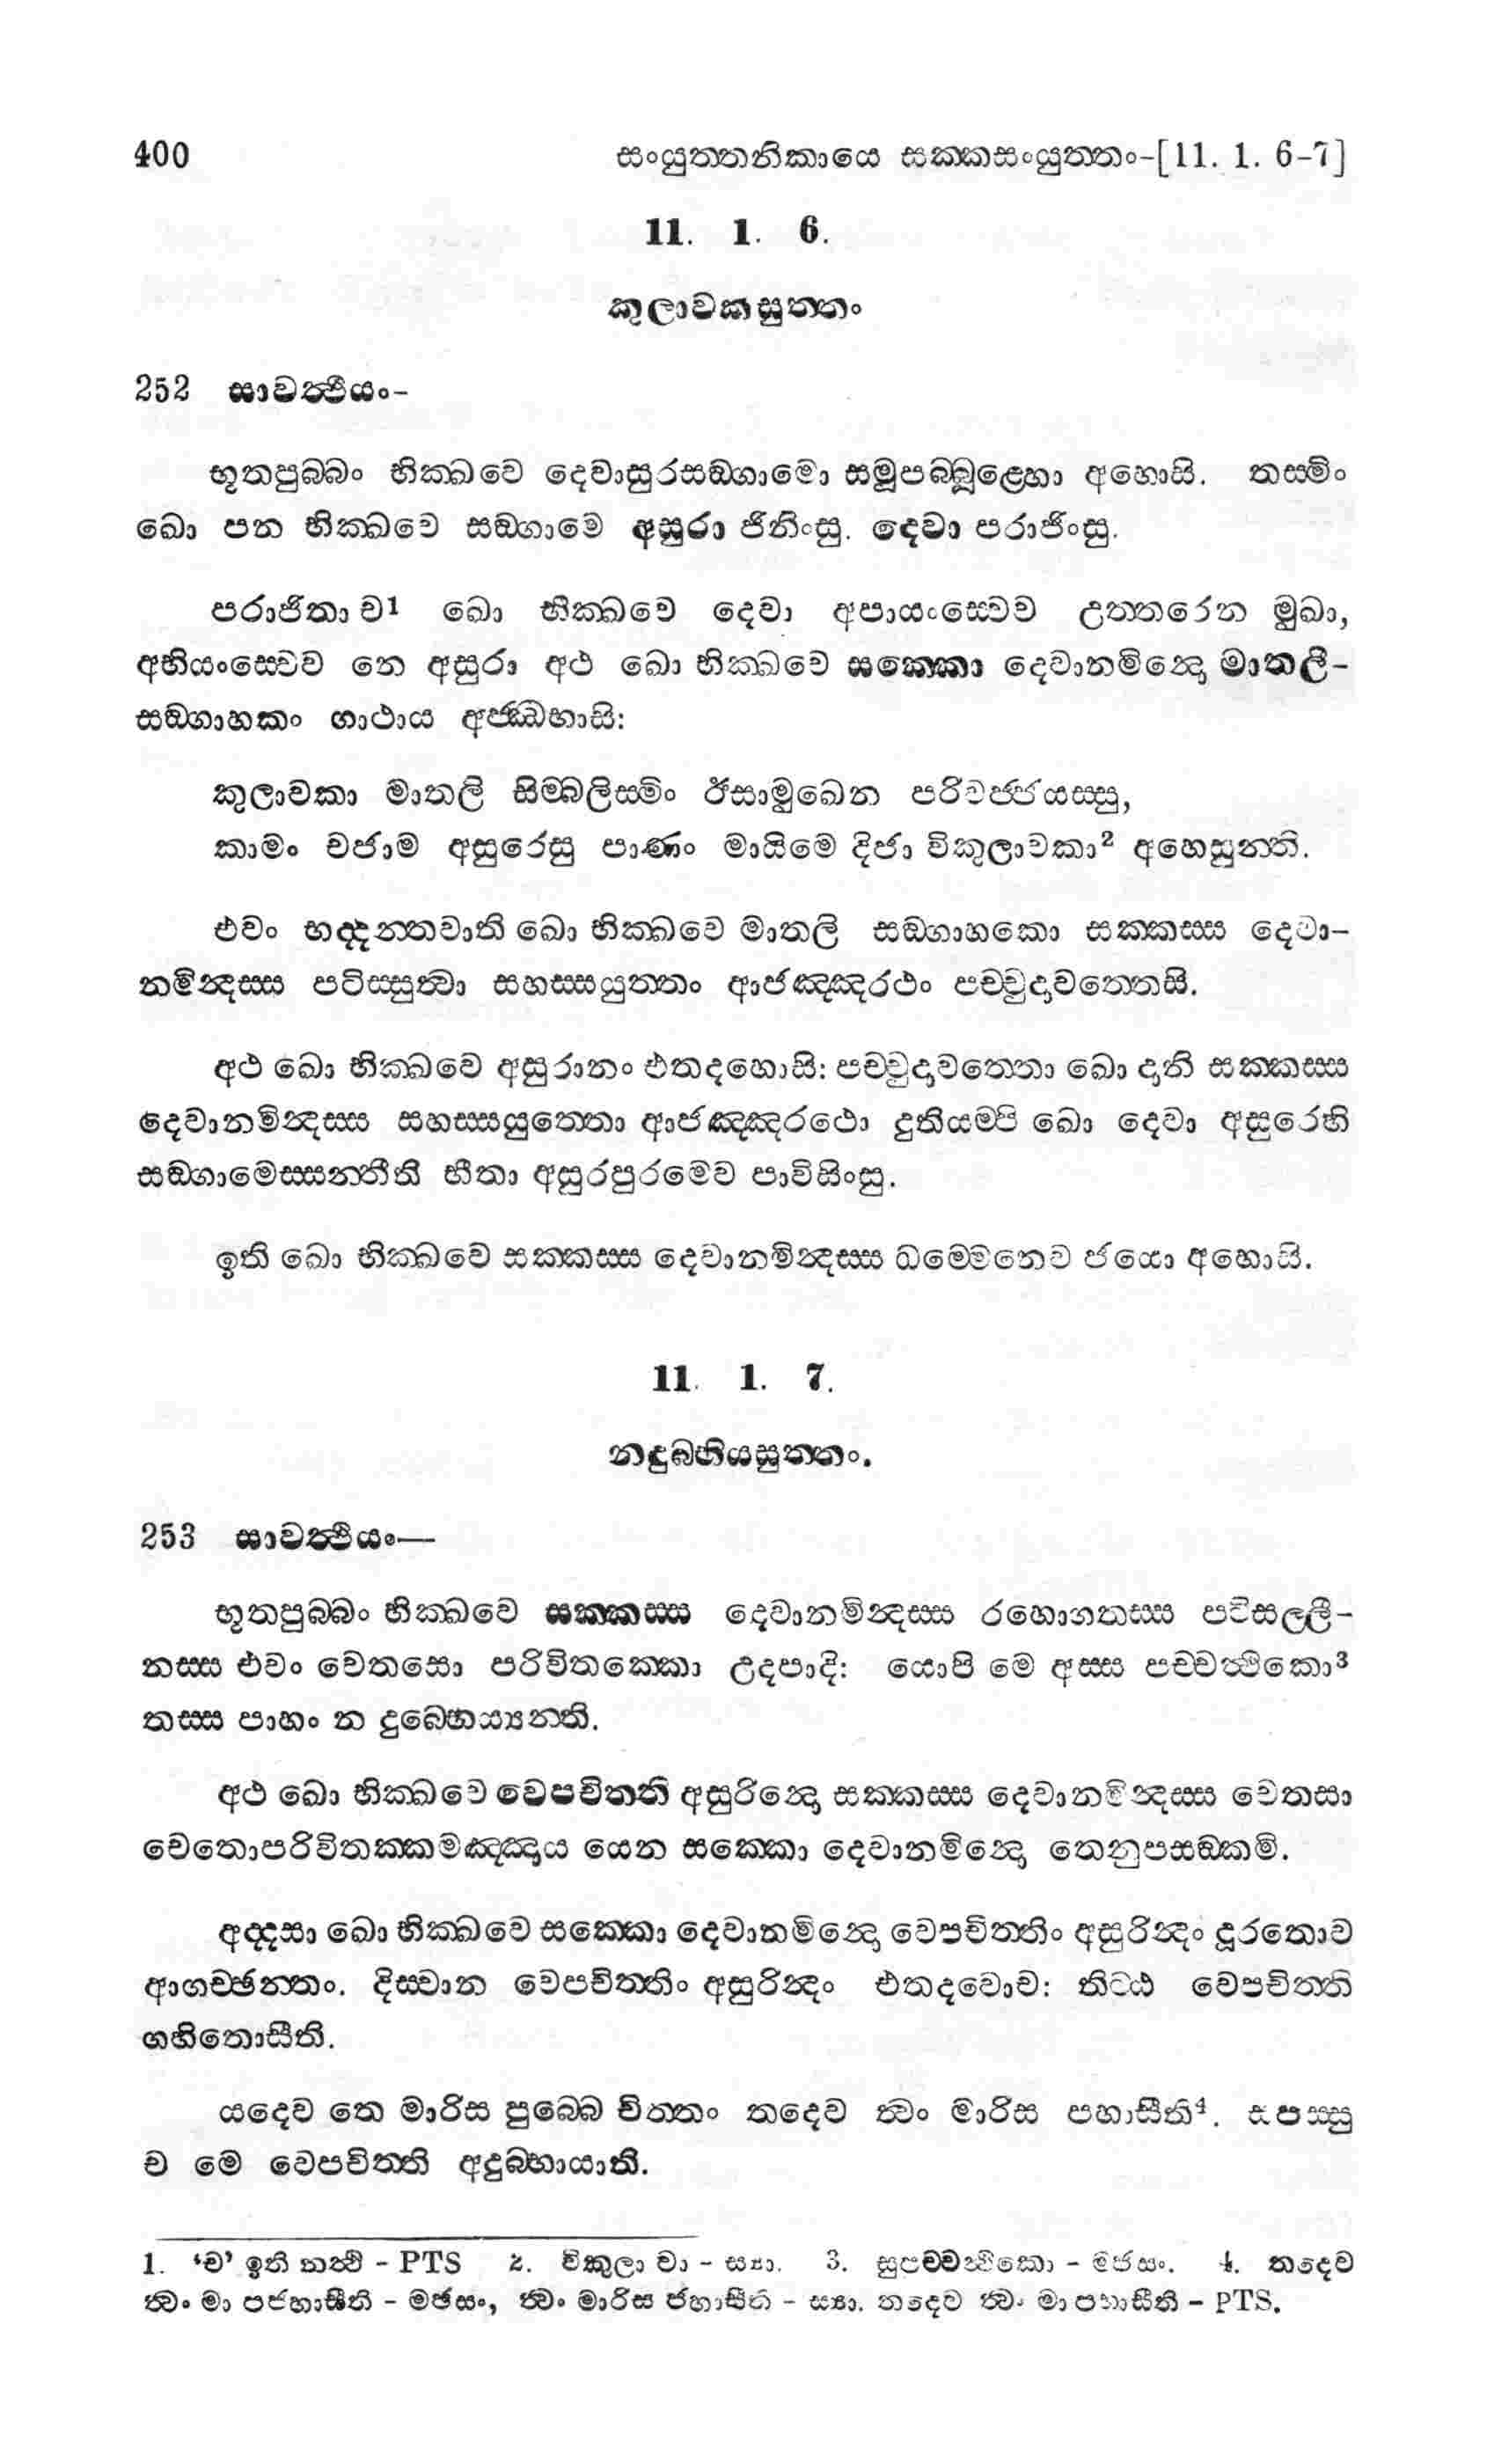 400 සංයුත්තනිකායෙ සක්කසංයුත්තං-[11. 1. 6-7]
11. 1. 6.
කුලාවකසුත්තං
252 සාවත්ථියං-
භූතපුබ්බං භික්ඛවෙ දෙවාසුරසඞ්ගාමො සමූපබ්බූළ්හො අහොසි. තස්මිං
ඛො පන භික්ඛවෙ සඞ්ගාමෙ අසුරා ජිනිංසු. දෙවා පරාජිංසු.
පරාජිතා ච1 ඛො භික්ඛවෙ දෙවා අපායංස්වෙව උත්තරෙන මුඛා,
අභියංස්වෙව නෙ අසුරා අථ ඛො භික්ඛවෙ සක්කො දෙවානමින්දො මාතලී-
සඞ්ගාහකං ගාථාය අජ්ඣභාසි:
කුලාවකා මාතලි සිම්බලිස්මිං ඊසාමුඛෙන පරිවජ්ජයස්සු,
කාමං චජාම අසුරෙසු පාණං මායිමෙ දිජා විකුලාවකා2 අහෙසුන්ති.
එවං භද්දන්තවාති ඛො භික්ඛවෙ මාතලි සඞ්ගාහකො සක්කස්ස දෙවා-
නමින්දස්ස පටිස්සුත්වා සහස්සයුත්තං ආජඤ්ඤරථං පච්චුදාවත්තෙසි.
අථ ඛො භික්ඛවෙ අසුරානං එතදහොසි: පච්චුදාවත්තො ඛො දානි සක්කස්ස
දෙවානමින්දස්ස සහස්සයුත්තො ආජඤ්ඤරථො දුතියම්පි ඛො දෙවා අසුරෙහි
සඞ්ගාමෙස්සන්තීති භීතා අසුරපුරමෙව පාවිසිංසු.
ඉති ඛො භික්ඛවෙ සක්කස්ස දෙවානමින්දස්ස ධම්මෙනෙව ජයො අහොසි.
11. 1. 7.
නදුබ්භියසුත්තං.
253 සාවත්ථියං—
භූතපුබ්බං භික්ඛවෙ සක්කස්ස දෙවානමින්දස්ස රහොගතස්ස පටිසල්ලී-
නස්ස එවං චෙතසො පරිවිතක්කො උදපාදි: යොපි මෙ අස්ස පච්චත්ථිකො3
තස්ස පාහං න දුබ්භෙය්‍යන්ති.
අථ ඛො භික්ඛවෙ වෙපචිත්ති අසුරින්දො සක්කස්ස දෙවානමින්දස්ස චෙතසා
චෙතොපරිවිතක්කමඤ්ඤාය යෙන සක්කො දෙවානමින්දො තෙනුපසඞ්කමි.
අද්දසා ඛො භික්ඛවෙ සක්කො දෙවානමින්දො වෙපචිත්තිං අසුරින්දං දූරතොව
ආගච්ඡන්තං. දිස්වාන වෙපචිත්තිං අසුරින්දං එතදවොච: තිට්ඨ වෙපචිත්ති
ගහිතොසීති.
යදෙව තෙ මාරිස පුබ්බෙ චිත්තං තදෙව ත්වං මාරිස පහාසීති4. සපස්සු
ච මෙ වෙපචිත්ති අදුබ්භායාති.
1. ‘ච’ ඉති නත්ථි - PTS 2. විකුලා වා - ස්‍යා. 3. සුපච්චත්ථිකො - මජසං. 4. තදෙව
ත්වං මා පජහාසීති - මඡසං, ත්වං මාරිස ජහාසීති - ස්‍යා. තදෙව ත්වං මා පහාසීති - PTS.